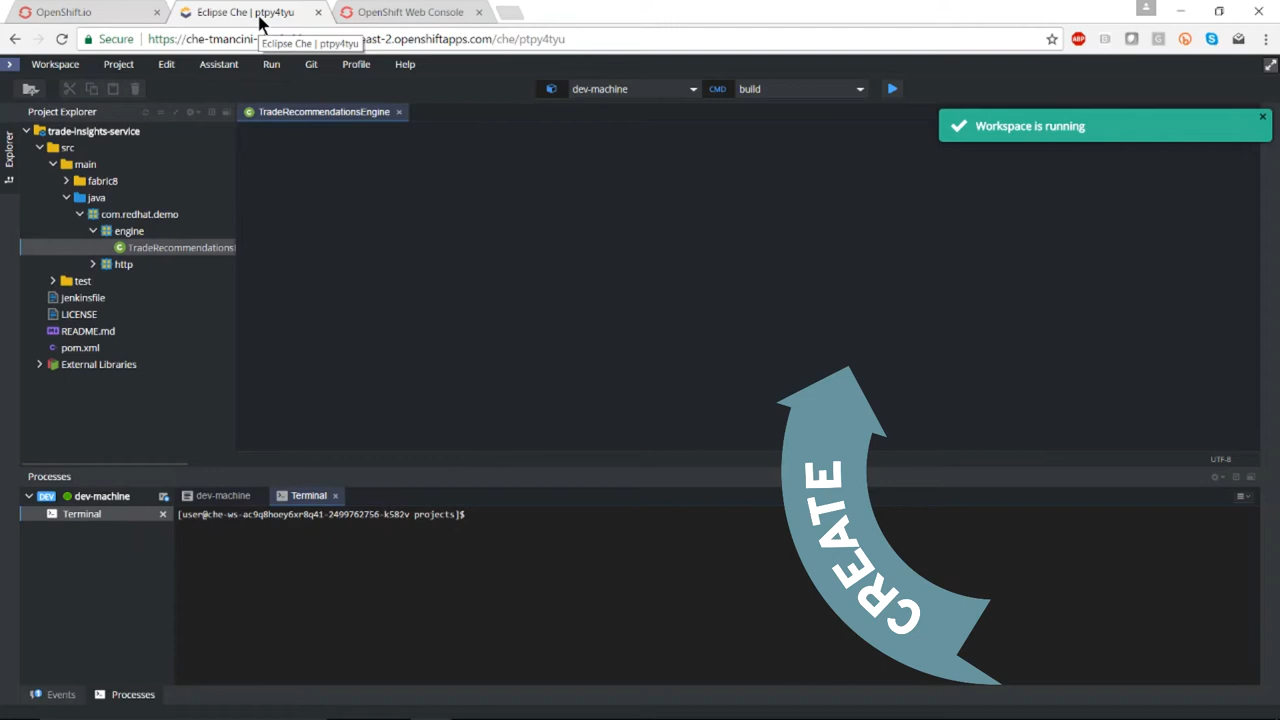 OpenShift.io
Eclipse Che | ptpy4tyu
OpenShift Web Console
Secure
https://che-tmancini-
east-2.openshiftapps.com/che/ptpy4tyu
ABP
Eclipse Che | ptpy4tyu
Workspace
Project
Edit
Assistant
Run
Git
Profile
Help
dev-machine
CMD
build
Project Explorer
TradeRecommendationsEngine
Workspace is running
Explorer
trade-insights-service
src
main
fabric8
java
com.redhat.demo
engine
TradeRecommendations
http
test
Jenkinsfile
LICENSE
README.md
pom.xml
External Libraries
CREATE
UTF-8
Processes
DEV
dev-machine
dev-machine
Terminal
Terminal
[user@che-ws-ac9q8hoey6xr8q41-2499762756-k582v projects]$
Events
Processes